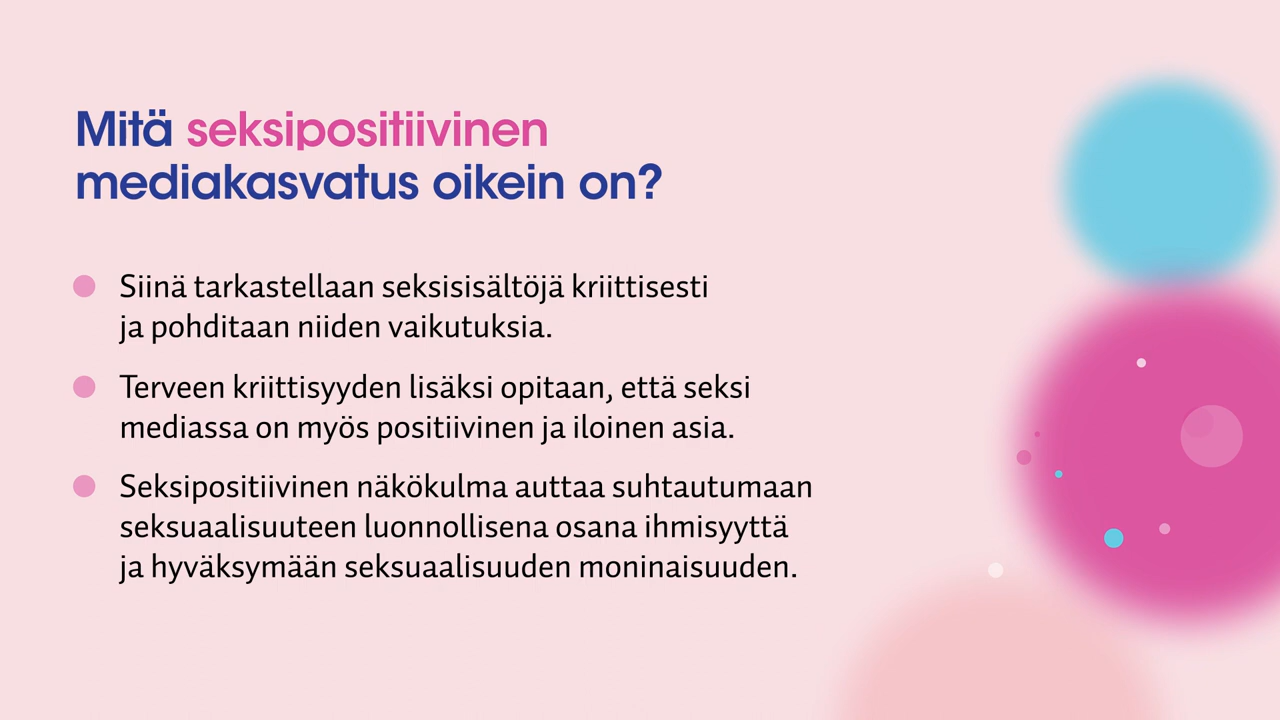 Mitä seksipositiivinen
mediakasvatus oikein on?
Siinä tarkastellaan seksisisältöjä kriittisesti
ja pohditaan niiden vaikutuksia.
Terveen kriittisyyden lisäksi opitaan, että seksi
mediassa on myös positiivinen ja iloinen asia.
Seksipositiivinen näkökulma auttaa suhtautumaan
seksuaalisuuteen luonnollisena osana ihmisyyttä
ja hyväksymään seksuaalisuuden moninaisuuden.